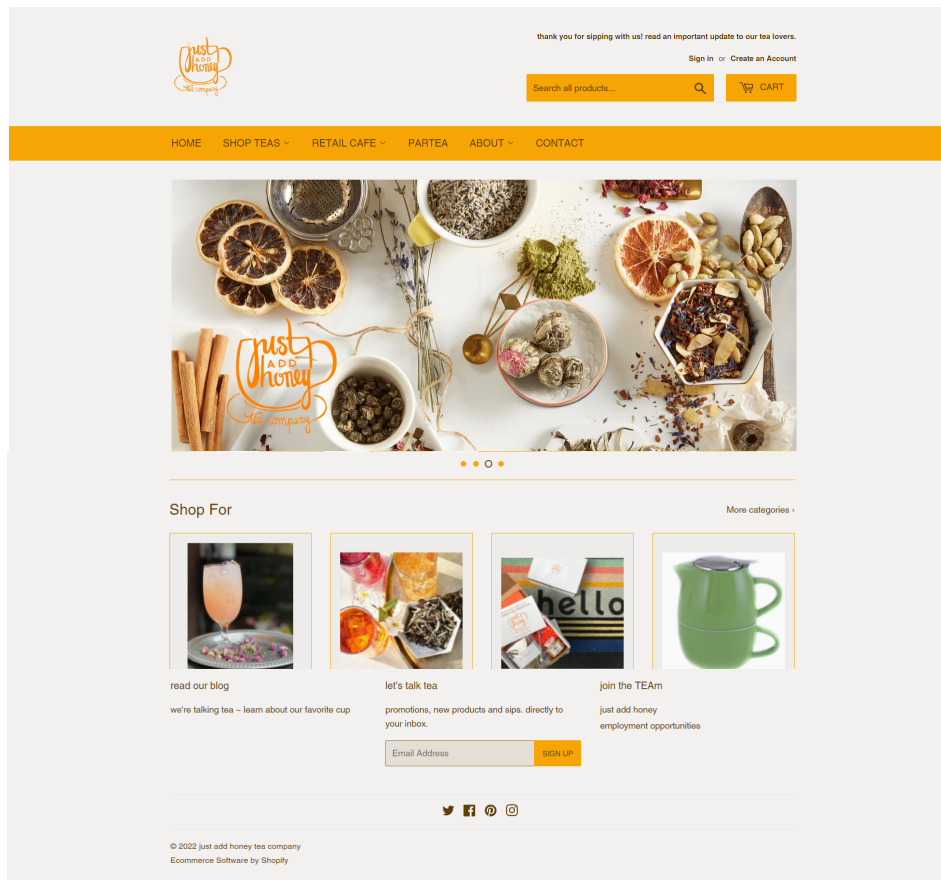 just
ADD
honey
tea company
thank you for sipping with us! read an important update to our tea lovers.
Sign in or Create an Account
Search all products...
CART
HOME
SHOP TEAS
RETAIL CAFE
PARTEA
ABOUT
CONTACT
just
ADD
honey
tea company
Shop For
More categories ›
hello
read our blog
we're talking tea ~ learn about our favorite cup
let's talk tea
promotions, new products and sips. directly to
your inbox.
Email Address
SIGN UP
join the TEAm
just add honey
employment opportunities
© 2022 just add honey tea company
Ecommerce Software by Shopify